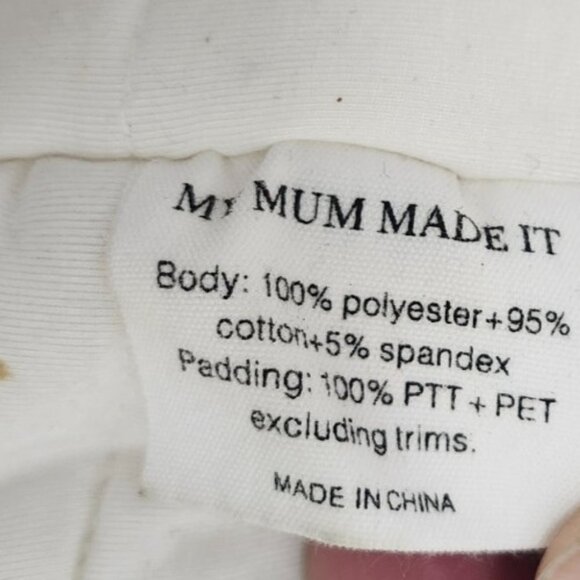 MY MUM MADE IT
Body: 100% polyester+95%
cotton+5% spandex
Padding: 100% PTT + PET
excluding trims.
MADE IN CHINA